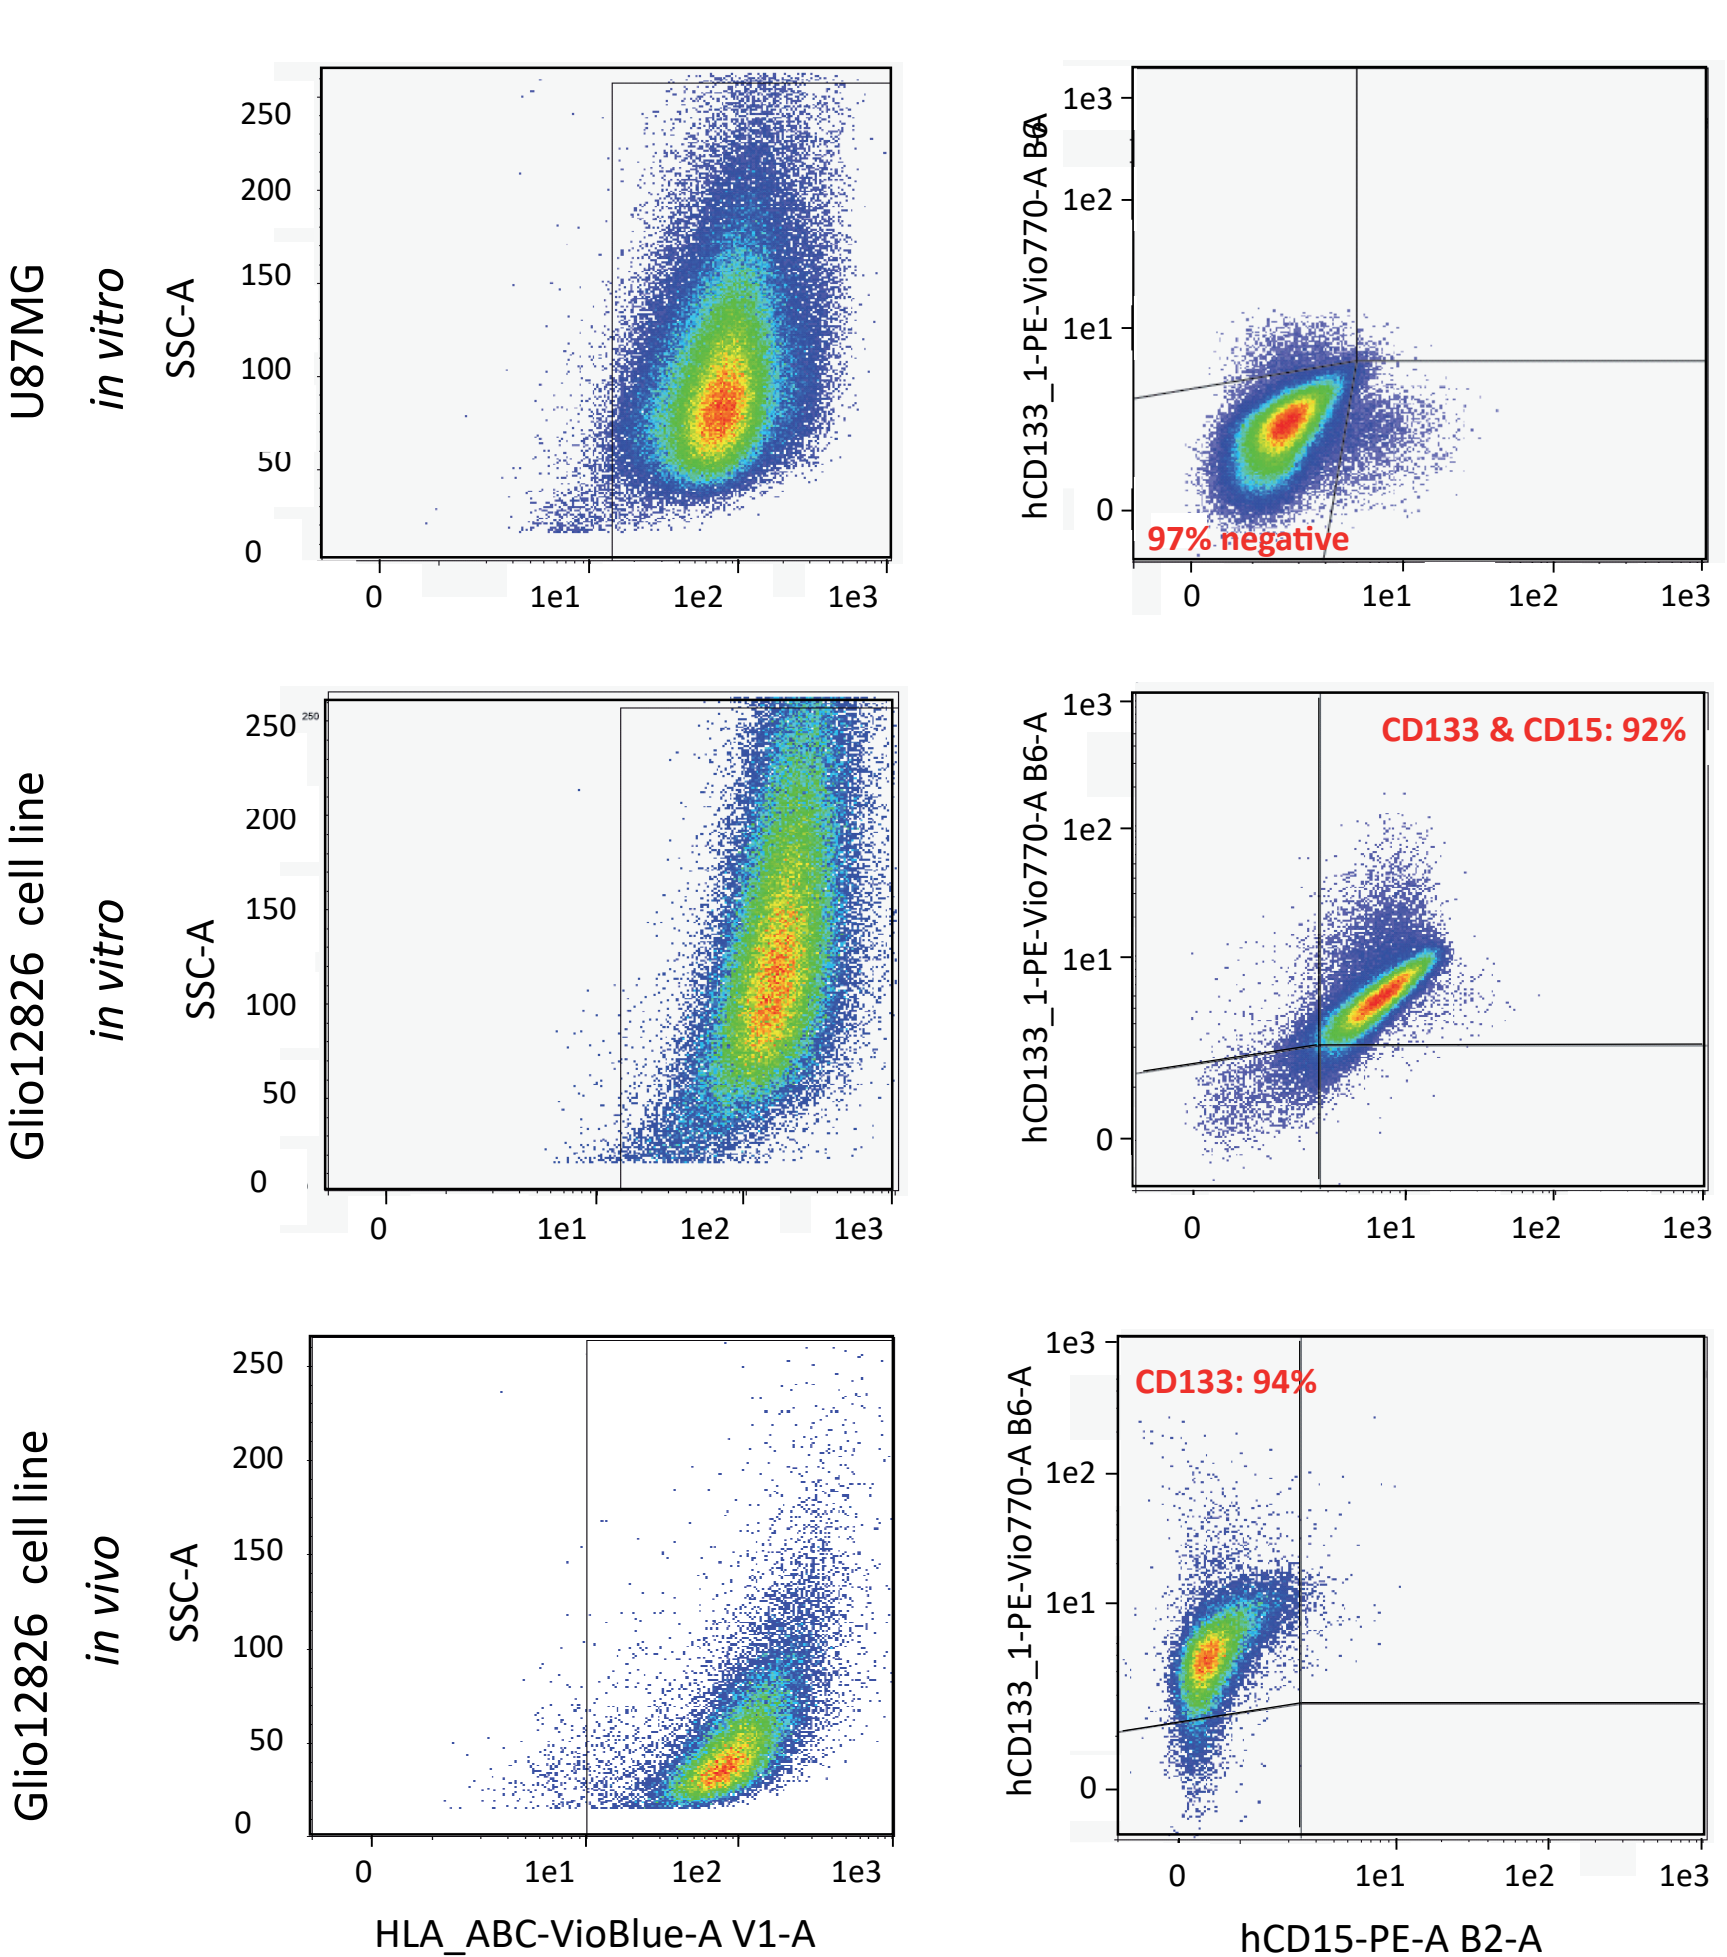 U87MG
in vitro
SSC-A
250
200
150
100
50
0
0 1e1 1e2 1e3
hCD133_1-PE-Vio770-A B6-A
1e3
1e2
1e1
0
97% negative
0 1e1 1e2 1e3
Glio12826 cell line
in vitro
SSC-A
250 250
200
150
100
50
0
0 1e1 1e2 1e3
hCD133_1-PE-Vio770-A B6-A
1e3
1e2
1e1
0
CD133 & CD15: 92%
0 1e1 1e2 1e3
Glio12826 cell line
in vivo
SSC-A
250
200
150
100
50
0
0 1e1 1e2 1e3
HLA_ABC-VioBlue-A V1-A
hCD133_1-PE-Vio770-A B6-A
1e3
1e2
1e1
0
CD133: 94%
0 1e1 1e2 1e3
hCD15-PE-A B2-A